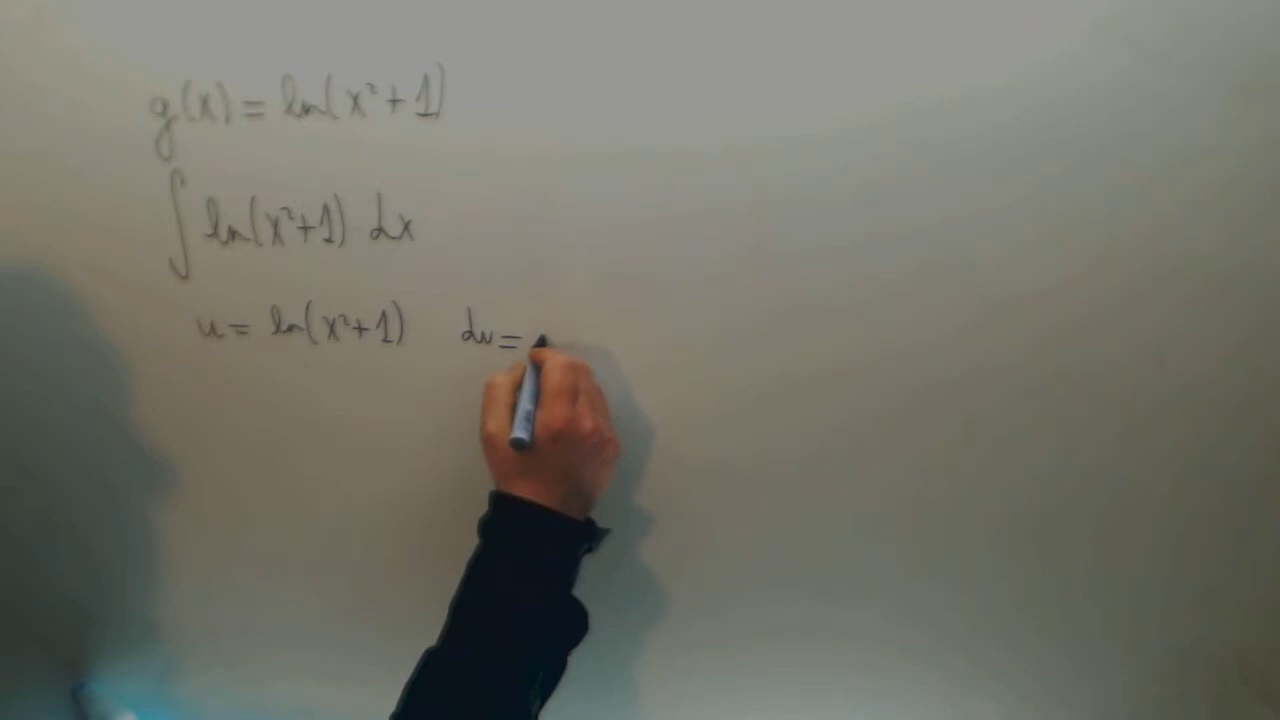 g(x) = ln(x²+1)
∫ ln(x²+1) dx
u = ln(x²+1) dv =